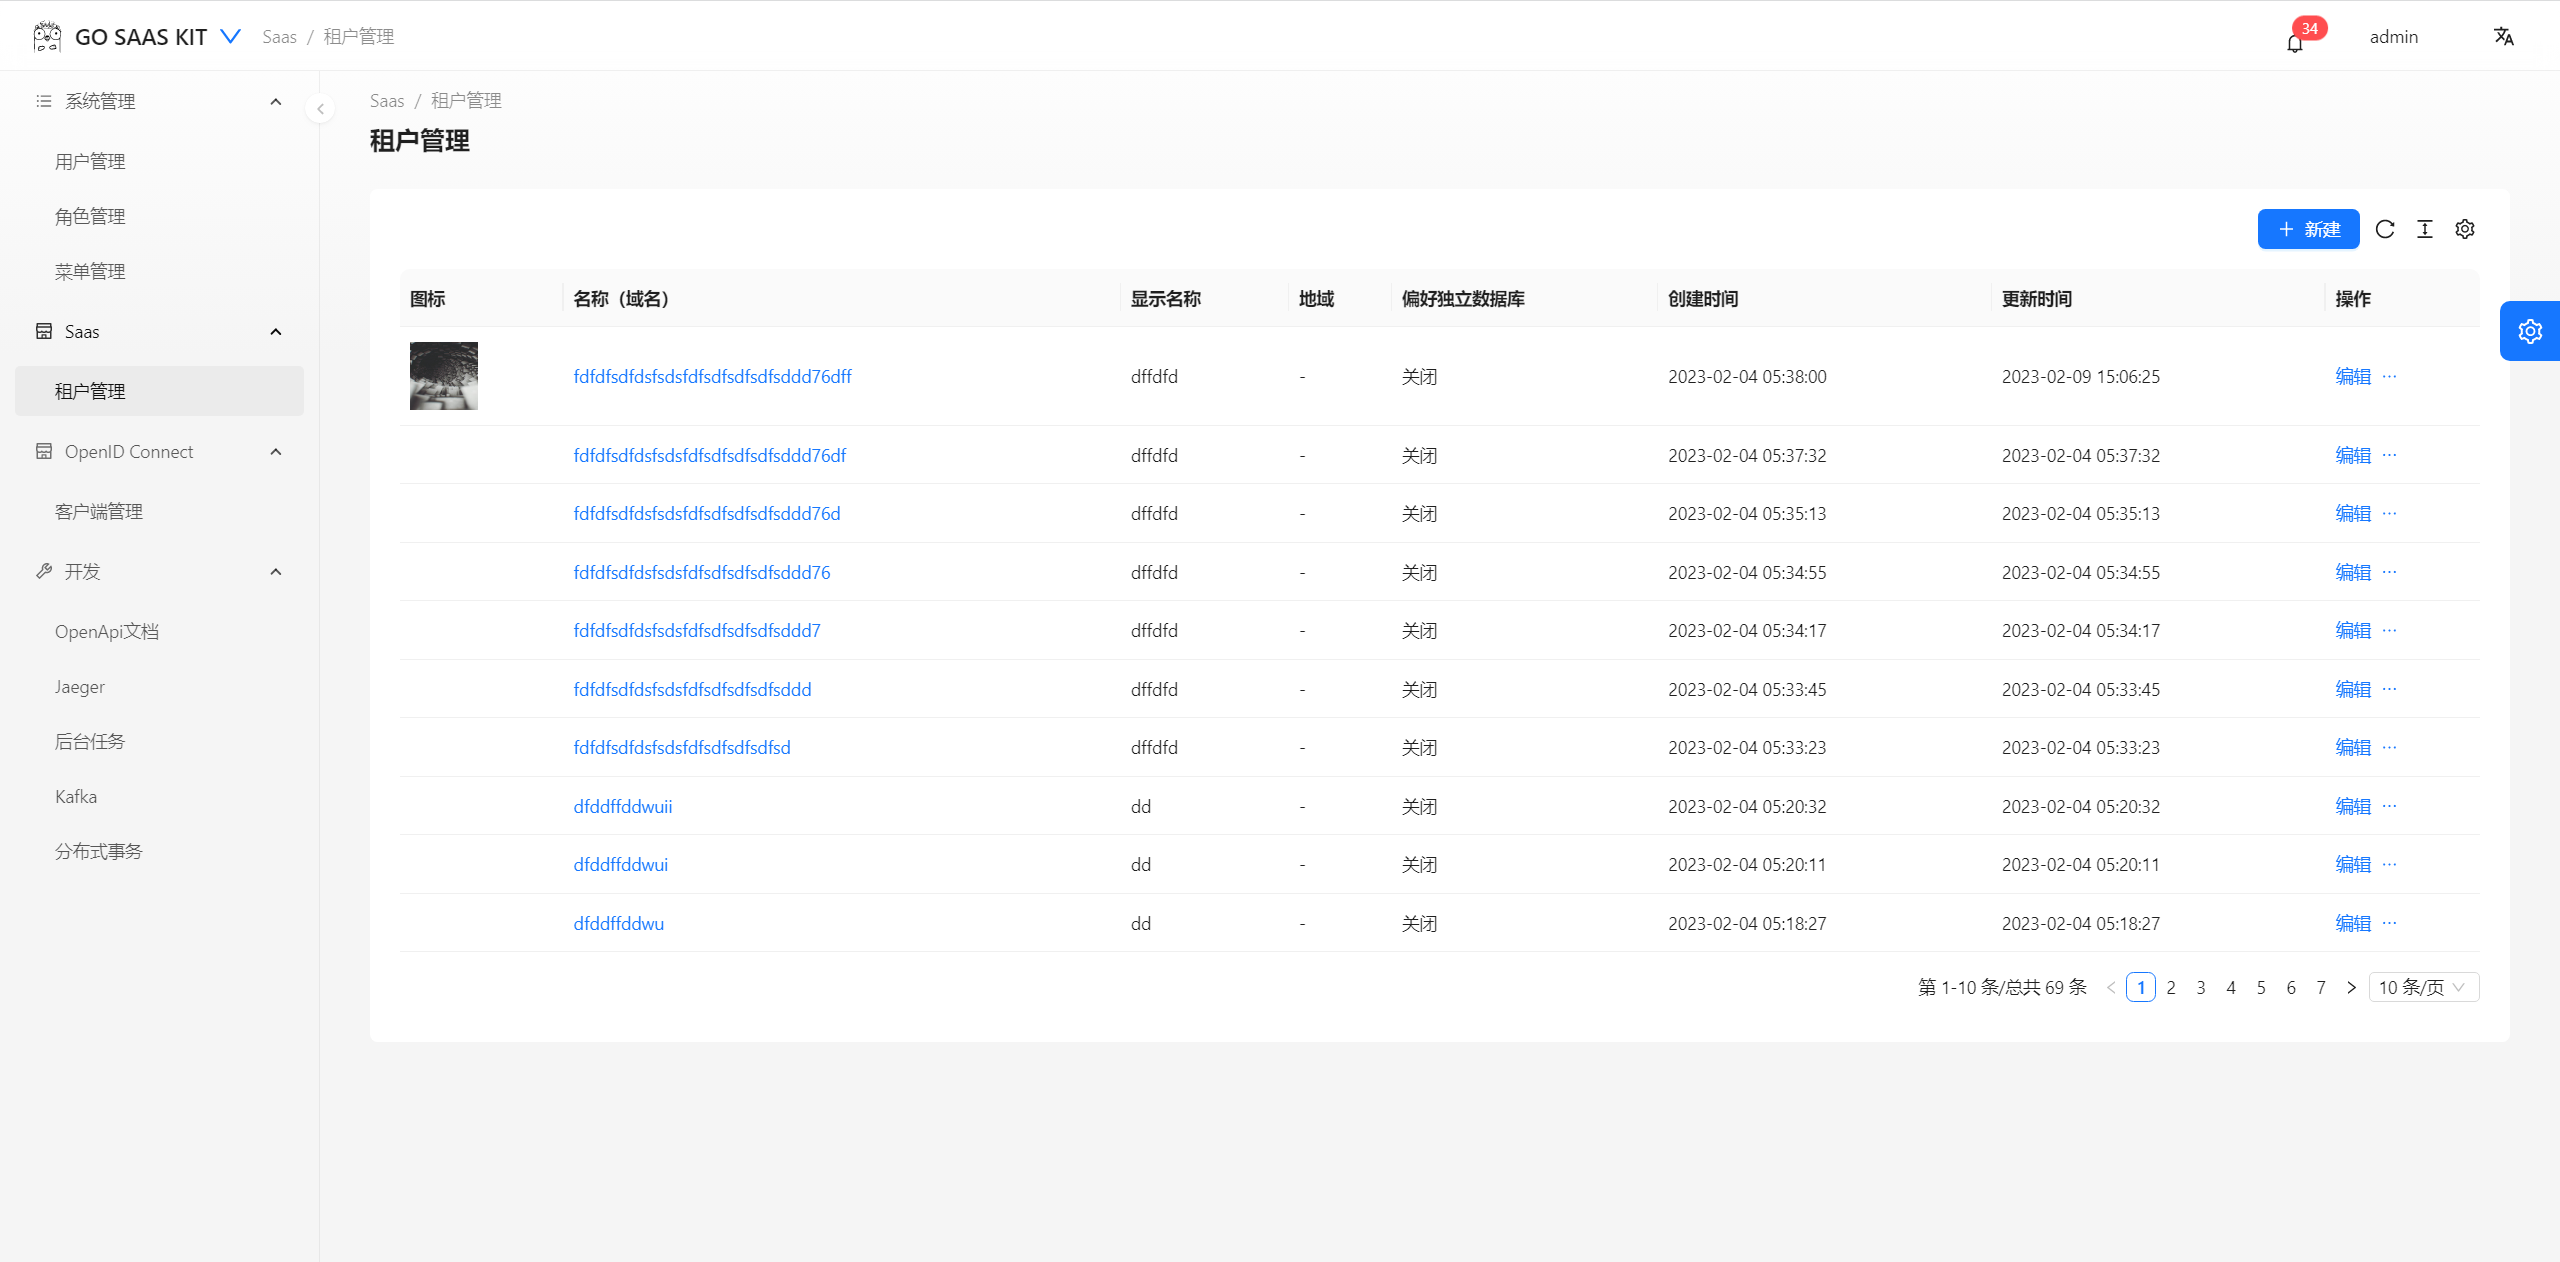 GO SAAS KIT Saas / 租户管理 34 admin
系统管理
用户管理
角色管理
菜单管理
Saas
租户管理
OpenID Connect
客户端管理
开发
OpenApi文档
Jaeger
后台任务
Kafka
分布式事务
Saas / 租户管理
租户管理
新建
图标 名称（域名） 显示名称 地域 偏好独立数据库 创建时间 更新时间 操作
fdfdfsdfdsfsdsfdfsdfsdfsdfsddd76dff dffdfd - 关闭 2023-02-04 05:38:00 2023-02-09 15:06:25 编辑 ···
fdfdfsdfdsfsdsfdfsdfsdfsdfsddd76df dffdfd - 关闭 2023-02-04 05:37:32 2023-02-04 05:37:32 编辑 ···
fdfdfsdfdsfsdsfdfsdfsdfsdfsddd76d dffdfd - 关闭 2023-02-04 05:35:13 2023-02-04 05:35:13 编辑 ···
fdfdfsdfdsfsdsfdfsdfsdfsdfsddd76 dffdfd - 关闭 2023-02-04 05:34:55 2023-02-04 05:34:55 编辑 ···
fdfdfsdfdsfsdsfdfsdfsdfsdfsddd7 dffdfd - 关闭 2023-02-04 05:34:17 2023-02-04 05:34:17 编辑 ···
fdfdfsdfdsfsdsfdfsdfsdfsdfsddd dffdfd - 关闭 2023-02-04 05:33:45 2023-02-04 05:33:45 编辑 ···
fdfdfsdfdsfsdsfdfsdfsdfsdfsd dffdfd - 关闭 2023-02-04 05:33:23 2023-02-04 05:33:23 编辑 ···
dfddffddwuii dd - 关闭 2023-02-04 05:20:32 2023-02-04 05:20:32 编辑 ···
dfddffddwui dd - 关闭 2023-02-04 05:20:11 2023-02-04 05:20:11 编辑 ···
dfddffddwu dd - 关闭 2023-02-04 05:18:27 2023-02-04 05:18:27 编辑 ···
第 1-10 条/总共 69 条 1 2 3 4 5 6 7 10 条/页